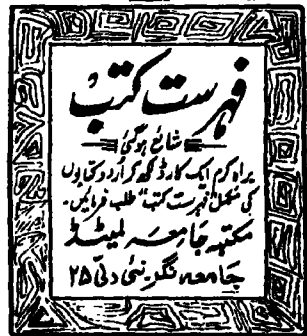 فہرست کتب
شائع ہوگئی
براہ کرم ایک کارڈ لکھ کر اردو کتابوں
کی مکمل "فہرست کتب" طلب فرمائیں۔
مکتبہ جامعہ لمیٹڈ
جامعہ نگر۔ نئی دلی ۲۵